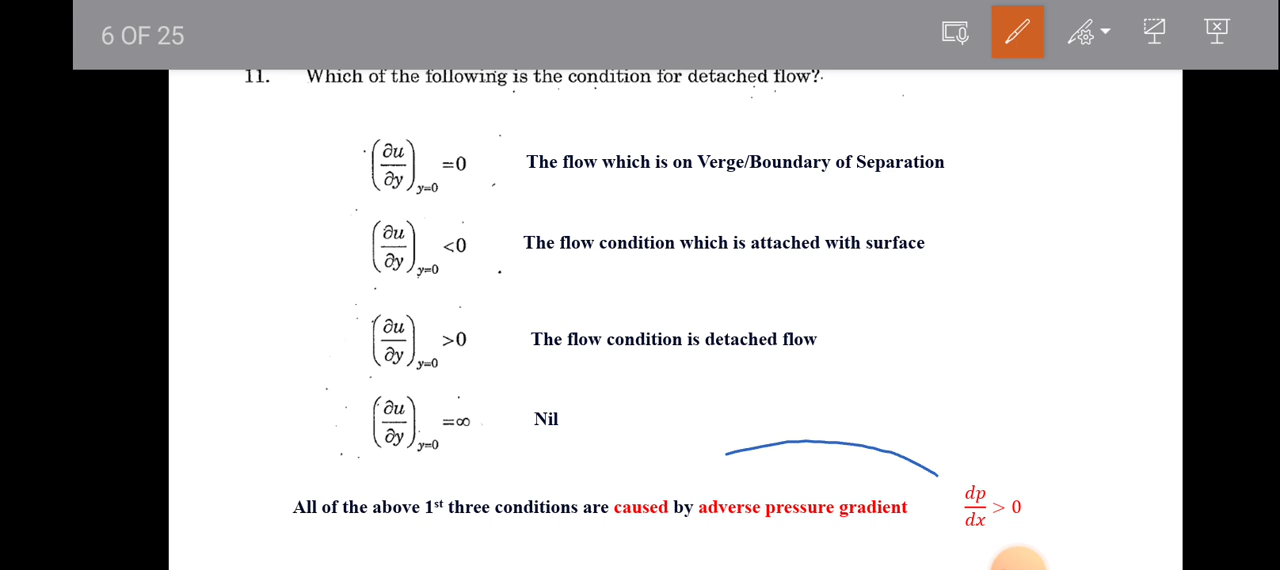 6 OF 25
11. Which of the following is the condition for detached flow?
(∂u/∂y)y=0 =0 The flow which is on Verge/Boundary of Separation
(∂u/∂y)y=0 <0 The flow condition which is attached with surface
(∂u/∂y)y=0 >0 The flow condition is detached flow
(∂u/∂y)y=0 =∞ Nil
All of the above 1st three conditions are caused by adverse pressure gradient dp/dx > 0